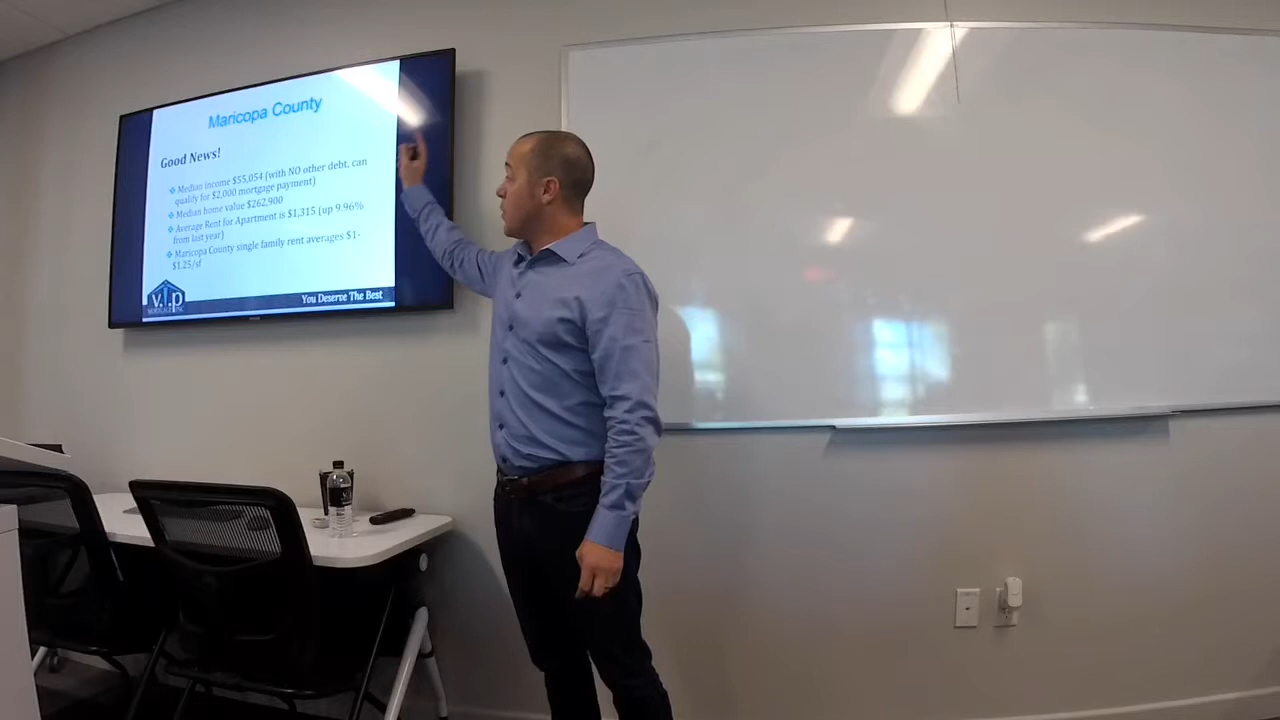 Maricopa County
Good News!
❖ Median income $55,054 (with NO other debt, can
qualify for $2,000 mortgage payment)
❖ Median home value $262,900
❖ Average Rent for Apartment is $1,315 (up 9.96%
from last year)
❖ Maricopa County single family rent averages $1-
$1.25/sf
v.i.p
MORTGAGE INC
You Deserve The Best